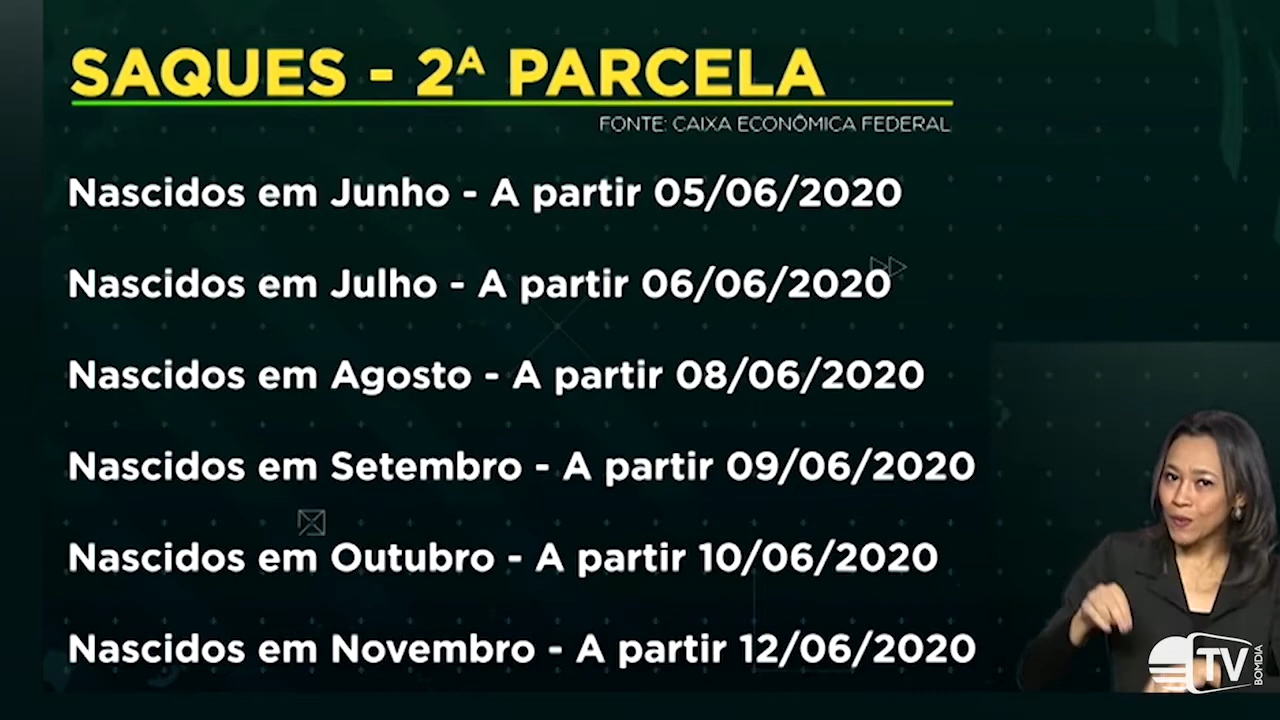 SAQUES - 2ª PARCELA
FONTE: CAIXA ECONÔMICA FEDERAL
Nascidos em Junho - A partir 05/06/2020
Nascidos em Julho - A partir 06/06/2020
Nascidos em Agosto - A partir 08/06/2020
Nascidos em Setembro - A partir 09/06/2020
Nascidos em Outubro - A partir 10/06/2020
Nascidos em Novembro - A partir 12/06/2020
TV
BOMDIA